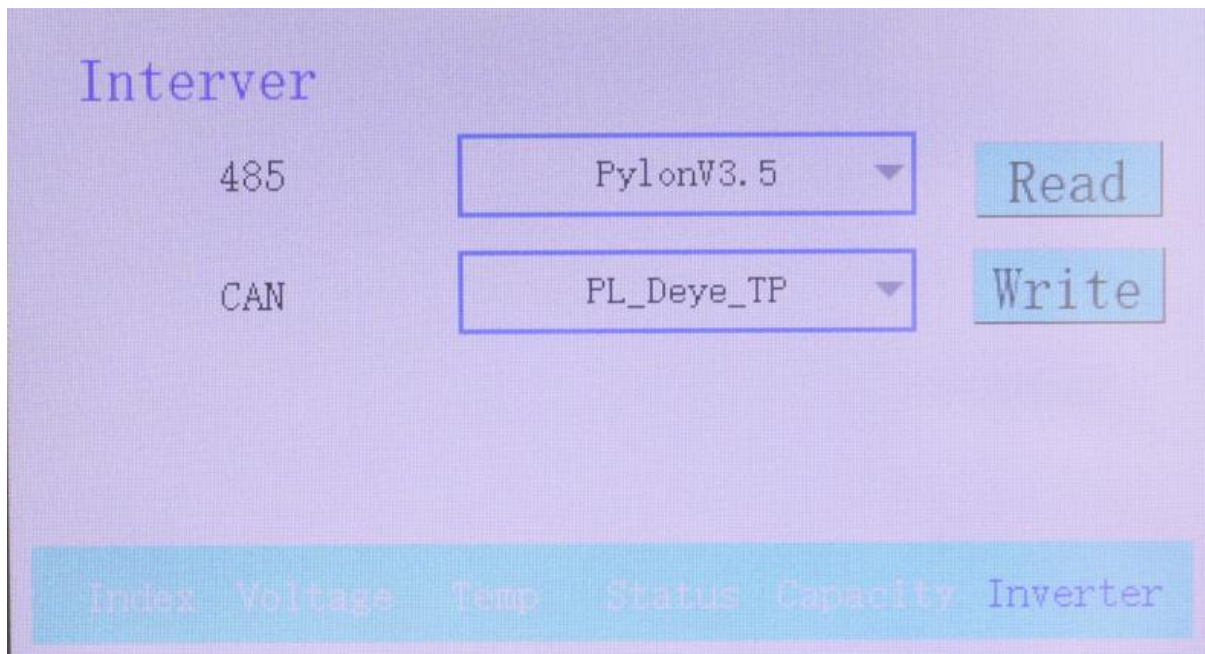 Interver
485 PylonV3.5 Read
CAN PL_Deye_TP Write
Index Voltage Temp Status Capacity Inverter